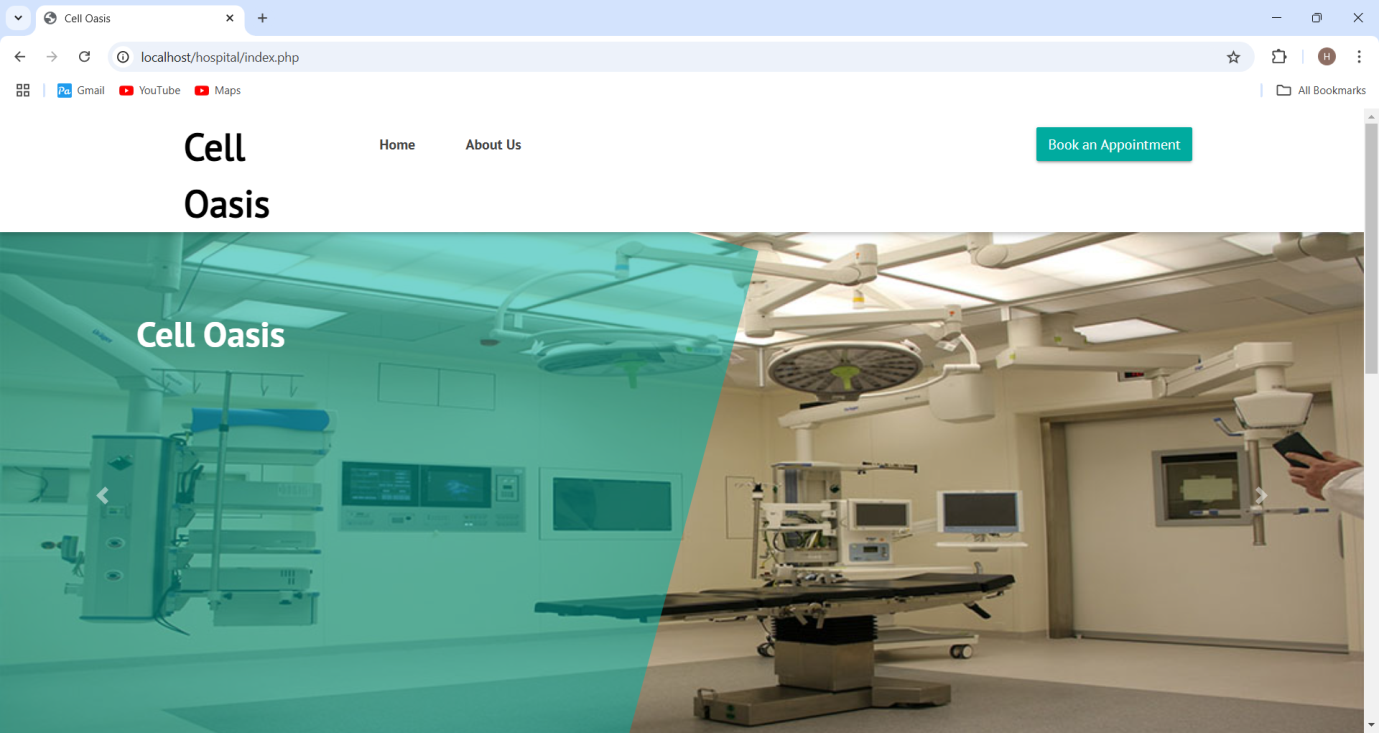 Cell Oasis
localhost/hospital/index.php
H
Pa Gmail YouTube Maps All Bookmarks
Cell
Oasis
Home About Us Book an Appointment
Cell Oasis